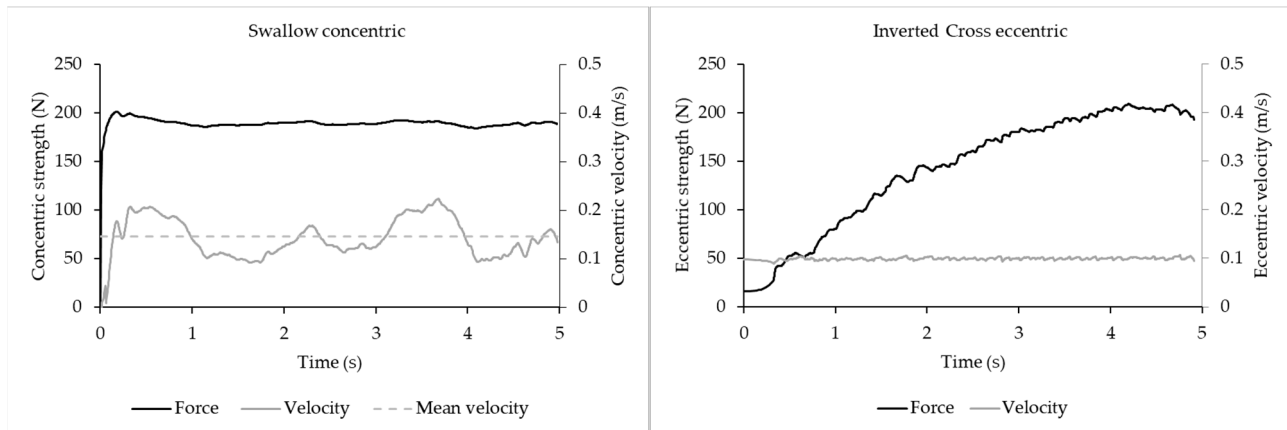 Swallow concentric
250
200
150
100
50
0
Concentric strength (N)
0.5
0.4
0.3
0.2
0.1
0
Concentric velocity (m/s)
0 1 2 3 4 5
Time (s)
Force Velocity Mean velocity
Inverted Cross eccentric
250
200
150
100
50
0
Eccentric strength (N)
0.5
0.4
0.3
0.2
0.1
0
Eccentric velocity (m/s)
0 1 2 3 4 5
Time (s)
Force Velocity